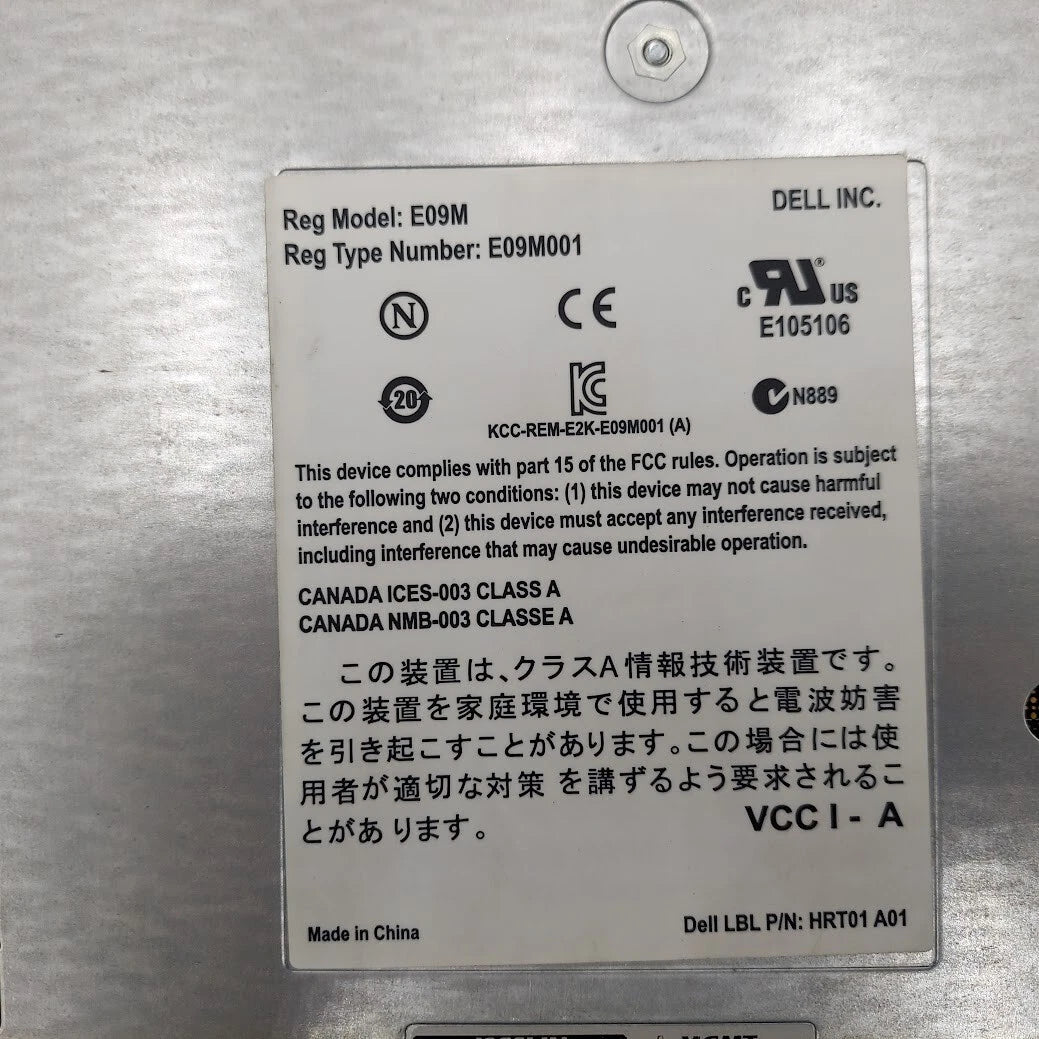 Reg Model: E09M
DELL INC.
Reg Type Number: E09M001
N
CE
C RU® US
E105106
20
KC
N889
KCC-REM-E2K-E09M001 (A)
This device complies with part 15 of the FCC rules. Operation is subject
to the following two conditions: (1) this device may not cause harmful
interference and (2) this device must accept any interference received,
including interference that may cause undesirable operation.
CANADA ICES-003 CLASS A
CANADA NMB-003 CLASSE A
この装置は、クラスA情報技術装置です。
この装置を家庭環境で使用すると電波妨害
を引き起こすことがあります。この場合には使
用者が適切な対策 を講ずるよう要求されるこ
とがあ ります。
VCC I - A
Made in China
Dell LBL P/N: HRT01 A01